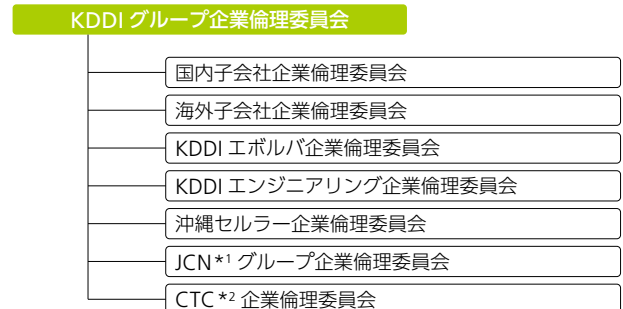 KDDI グループ企業倫理委員会
国内子会社企業倫理委員会
海外子会社企業倫理委員会
KDDI エボルバ企業倫理委員会
KDDI エンジニアリング企業倫理委員会
沖縄セルラー企業倫理委員会
JCN*1 グループ企業倫理委員会
CTC*2 企業倫理委員会